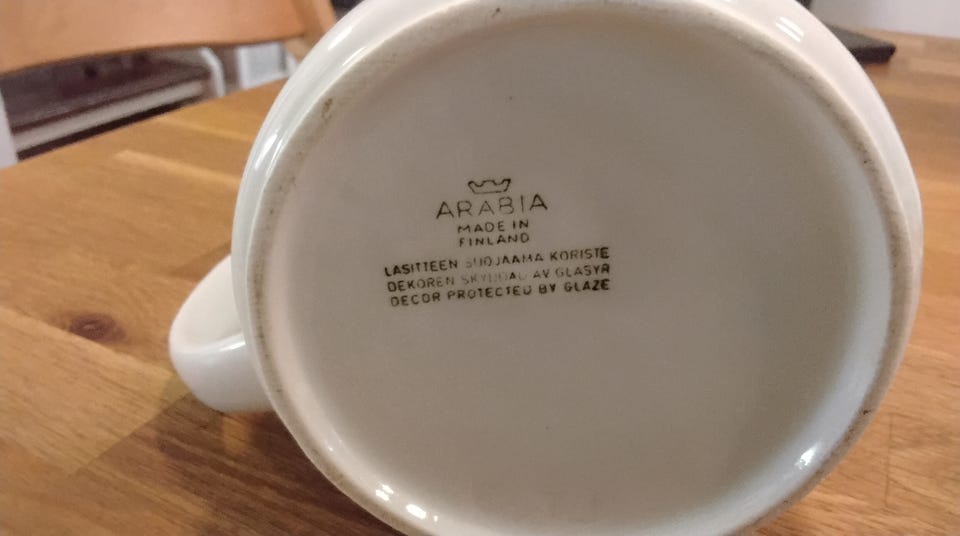 ARABIA
MADE IN
FINLAND
LASITTEEN SUOJAAMA KORISTE
DEKOREN SKYDDAD AV GLASYR
DECOR PROTECTED BY GLAZE